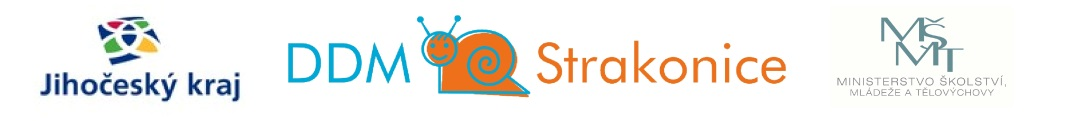 Jihočeský kraj
DDM Strakonice
MŠMT
MINISTERSTVO ŠKOLSTVÍ,
MLÁDEŽE A TĚLOVÝCHOVY